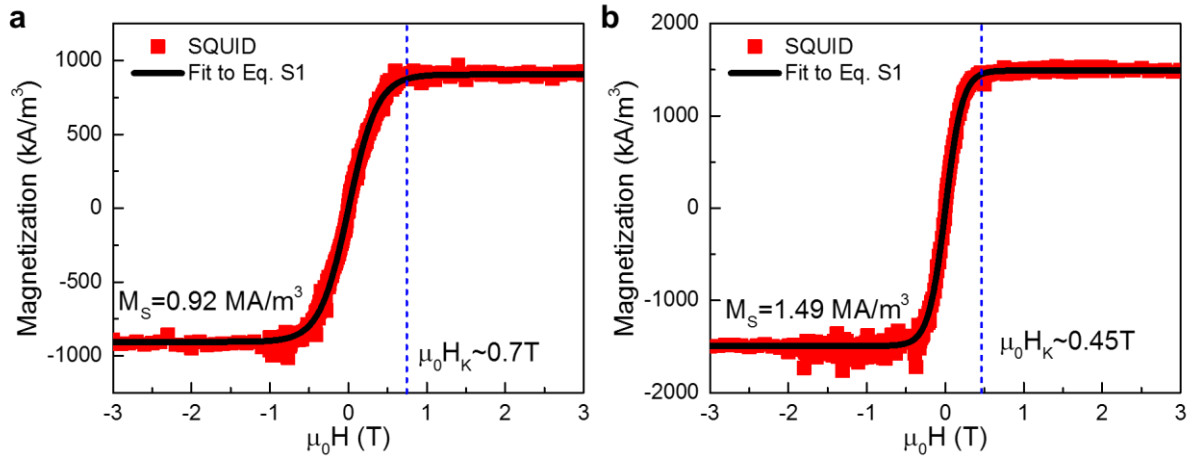 a
SQUID
Fit to Eq. S1
Magnetization (kA/m³)
1000
500
0
-500
-1000
M_S=0.92 MA/m³
μ₀H_K~0.7T
-3 -2 -1 0 1 2 3
μ₀H (T)
b
SQUID
Fit to Eq. S1
Magnetization (kA/m³)
2000
1000
0
-1000
-2000
M_S=1.49 MA/m³
μ₀H_K~0.45T
-3 -2 -1 0 1 2 3
μ₀H (T)